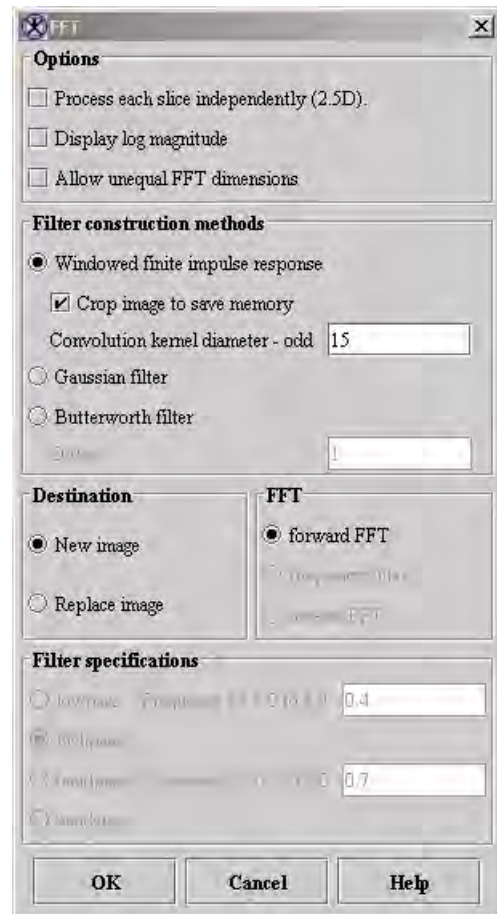 FFT
Options
Process each slice independently (2.5D).
Display log magnitude
Allow unequal FFT dimensions
Filter construction methods
Windowed finite impulse response
Crop image to save memory
Convolution kernel diameter - odd 15
Gaussian filter
Butterworth filter
1
Destination
New image
Replace image
FFT
forward FFT
FFT
Filter specifications
0.4
0.7
OK
Cancel
Help